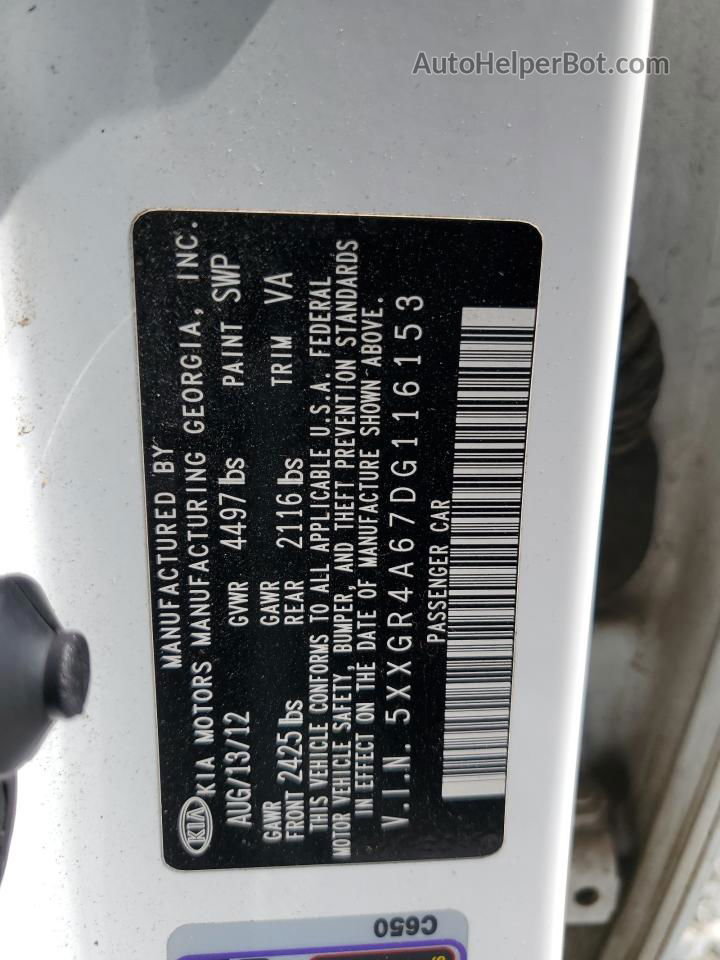 AutoHelperBot.com
MANUFACTURED BY
KIA KIA MOTORS MANUFACTURING GEORGIA, INC.
AUG/13/12 GVWR 4497 lbs PAINT SWP
GAWR FRONT 2425 lbs GAWR REAR 2116 lbs TRIM VA
THIS VEHICLE CONFORMS TO ALL APPLICABLE U.S.A. FEDERAL
MOTOR VEHICLE SAFETY, BUMPER, AND THEFT PREVENTION STANDARDS
IN EFFECT ON THE DATE OF MANUFACTURE SHOWN ABOVE.
V.I.N. 5XXGR4A67DG116153
PASSENGER CAR
C650